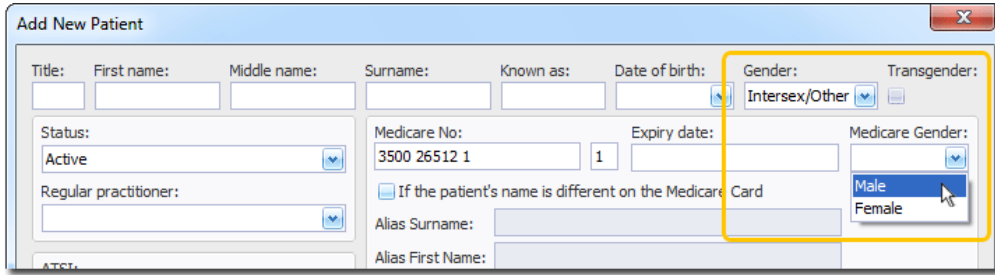 Add New Patient
Title: First name: Middle name: Surname: Known as: Date of birth: Gender: Transgender:
Intersex/Other
Status: Medicare No: Expiry date: Medicare Gender:
Active 3500 26512 1 1
Regular practitioner: If the patient's name is different on the Medicare Card Male
Female
Alias Surname:
Alias First Name:
ATSI: